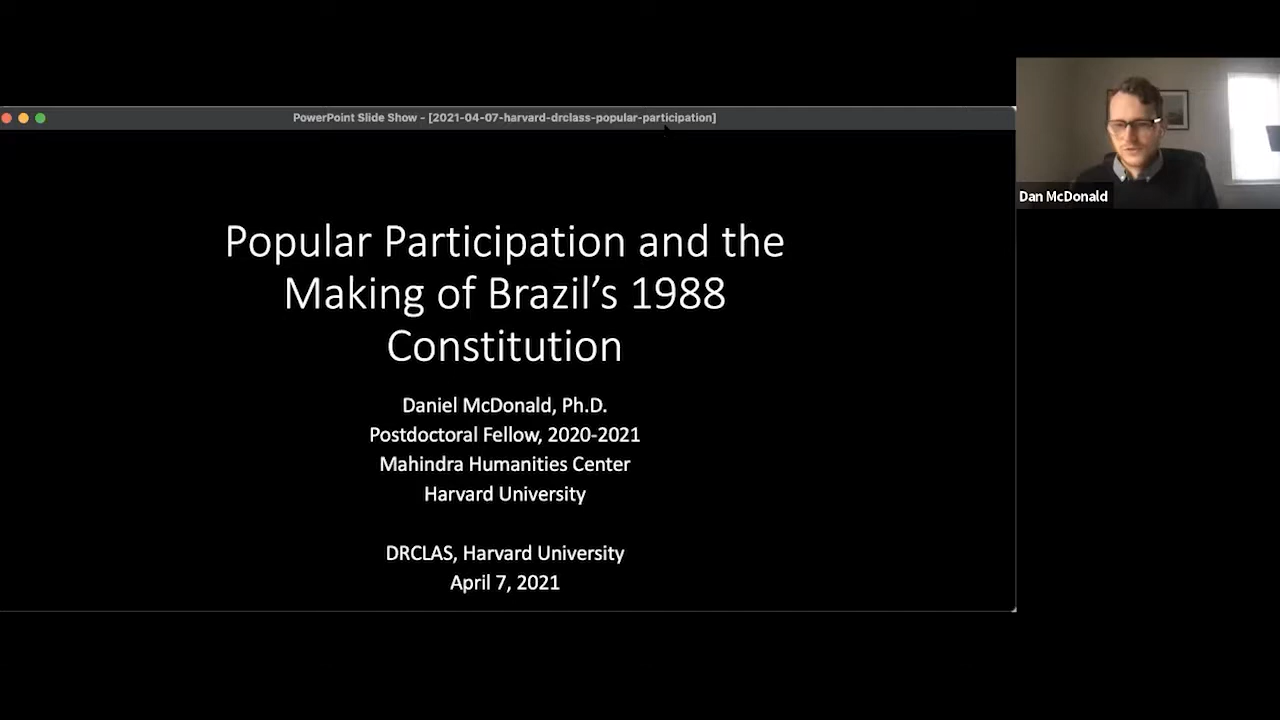 PowerPoint Slide Show - [2021-04-07-harvard-drclass-popular-participation]
Popular Participation and the
Making of Brazil’s 1988
Constitution
Daniel McDonald, Ph.D.
Postdoctoral Fellow, 2020-2021
Mahindra Humanities Center
Harvard University
DRCLAS, Harvard University
April 7, 2021
Dan McDonald